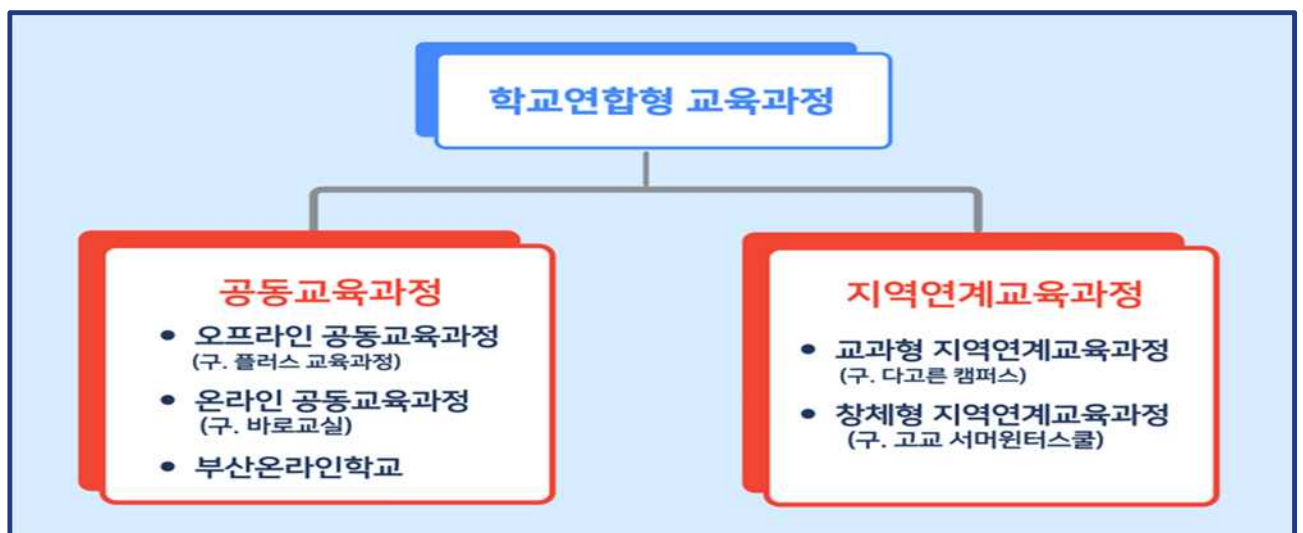 학교연합형 교육과정
공동교육과정
• 오프라인 공동교육과정
(구. 플러스 교육과정)
• 온라인 공동교육과정
(구. 바로교실)
• 부산온라인학교
지역연계교육과정
• 교과형 지역연계교육과정
(구. 다고른 캠퍼스)
• 창체형 지역연계교육과정
(구. 고교 서머윈터스쿨)